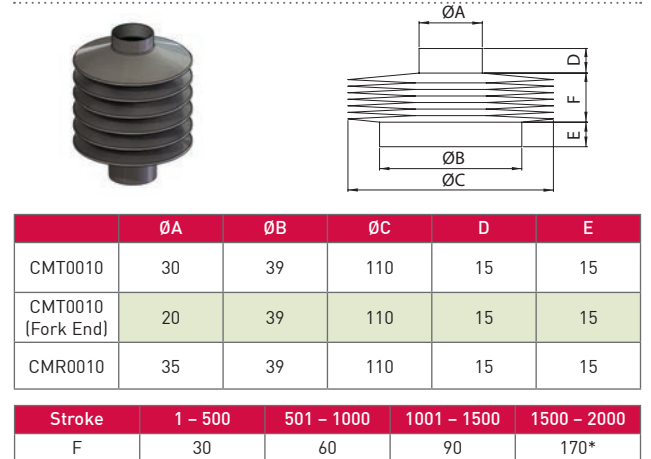 ØA
D
F
E
ØB
ØC
ØA ØB ØC D E
CMT0010 30 39 110 15 15
CMT0010
(Fork End) 20 39 110 15 15
CMR0010 35 39 110 15 15
Stroke 1 – 500 501 – 1000 1001 – 1500 1500 – 2000
F 30 60 90 170*